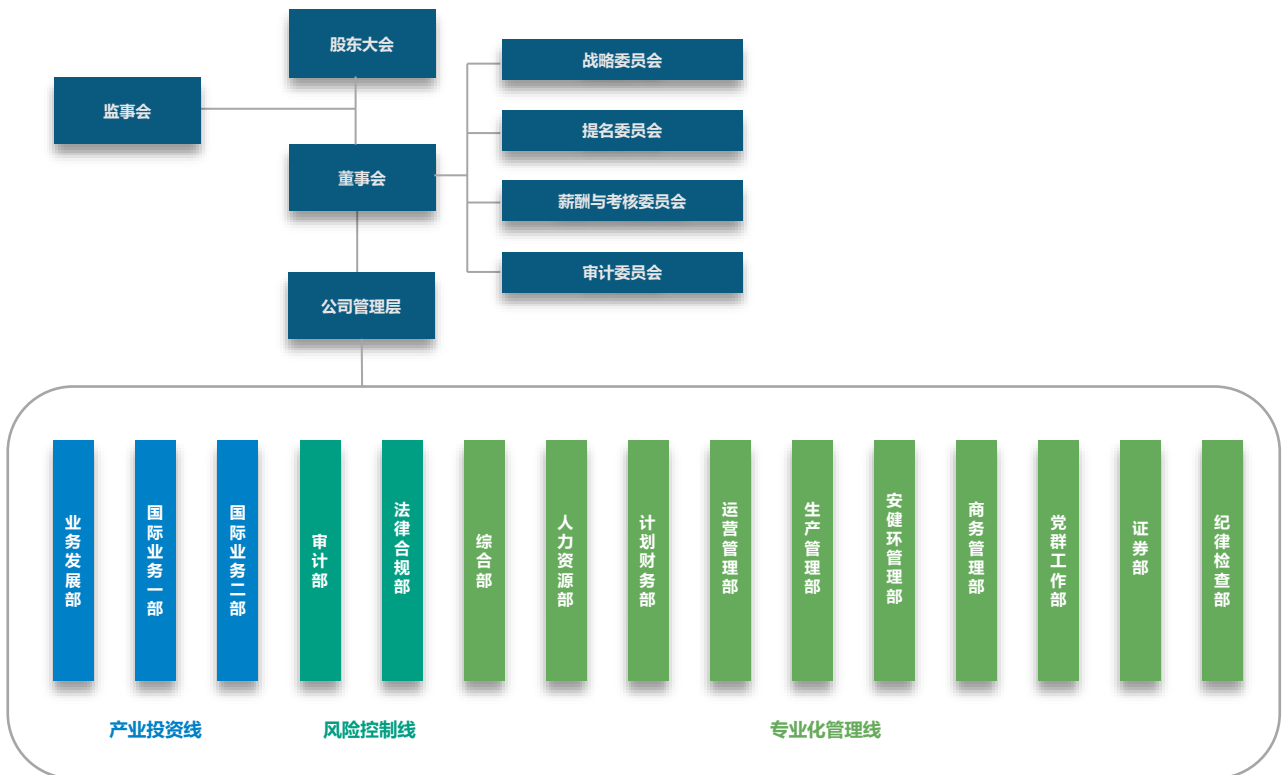 股东大会
监事会
董事会
公司管理层
战略委员会
提名委员会
薪酬与考核委员会
审计委员会
业务发展部
国际业务一部
国际业务二部
审计部
法律合规部
综合部
人力资源部
计划财务部
运营管理部
生产管理部
安健环管理部
商务管理部
党群工作部
证券部
纪律检查部
产业投资线
风险控制线
专业化管理线